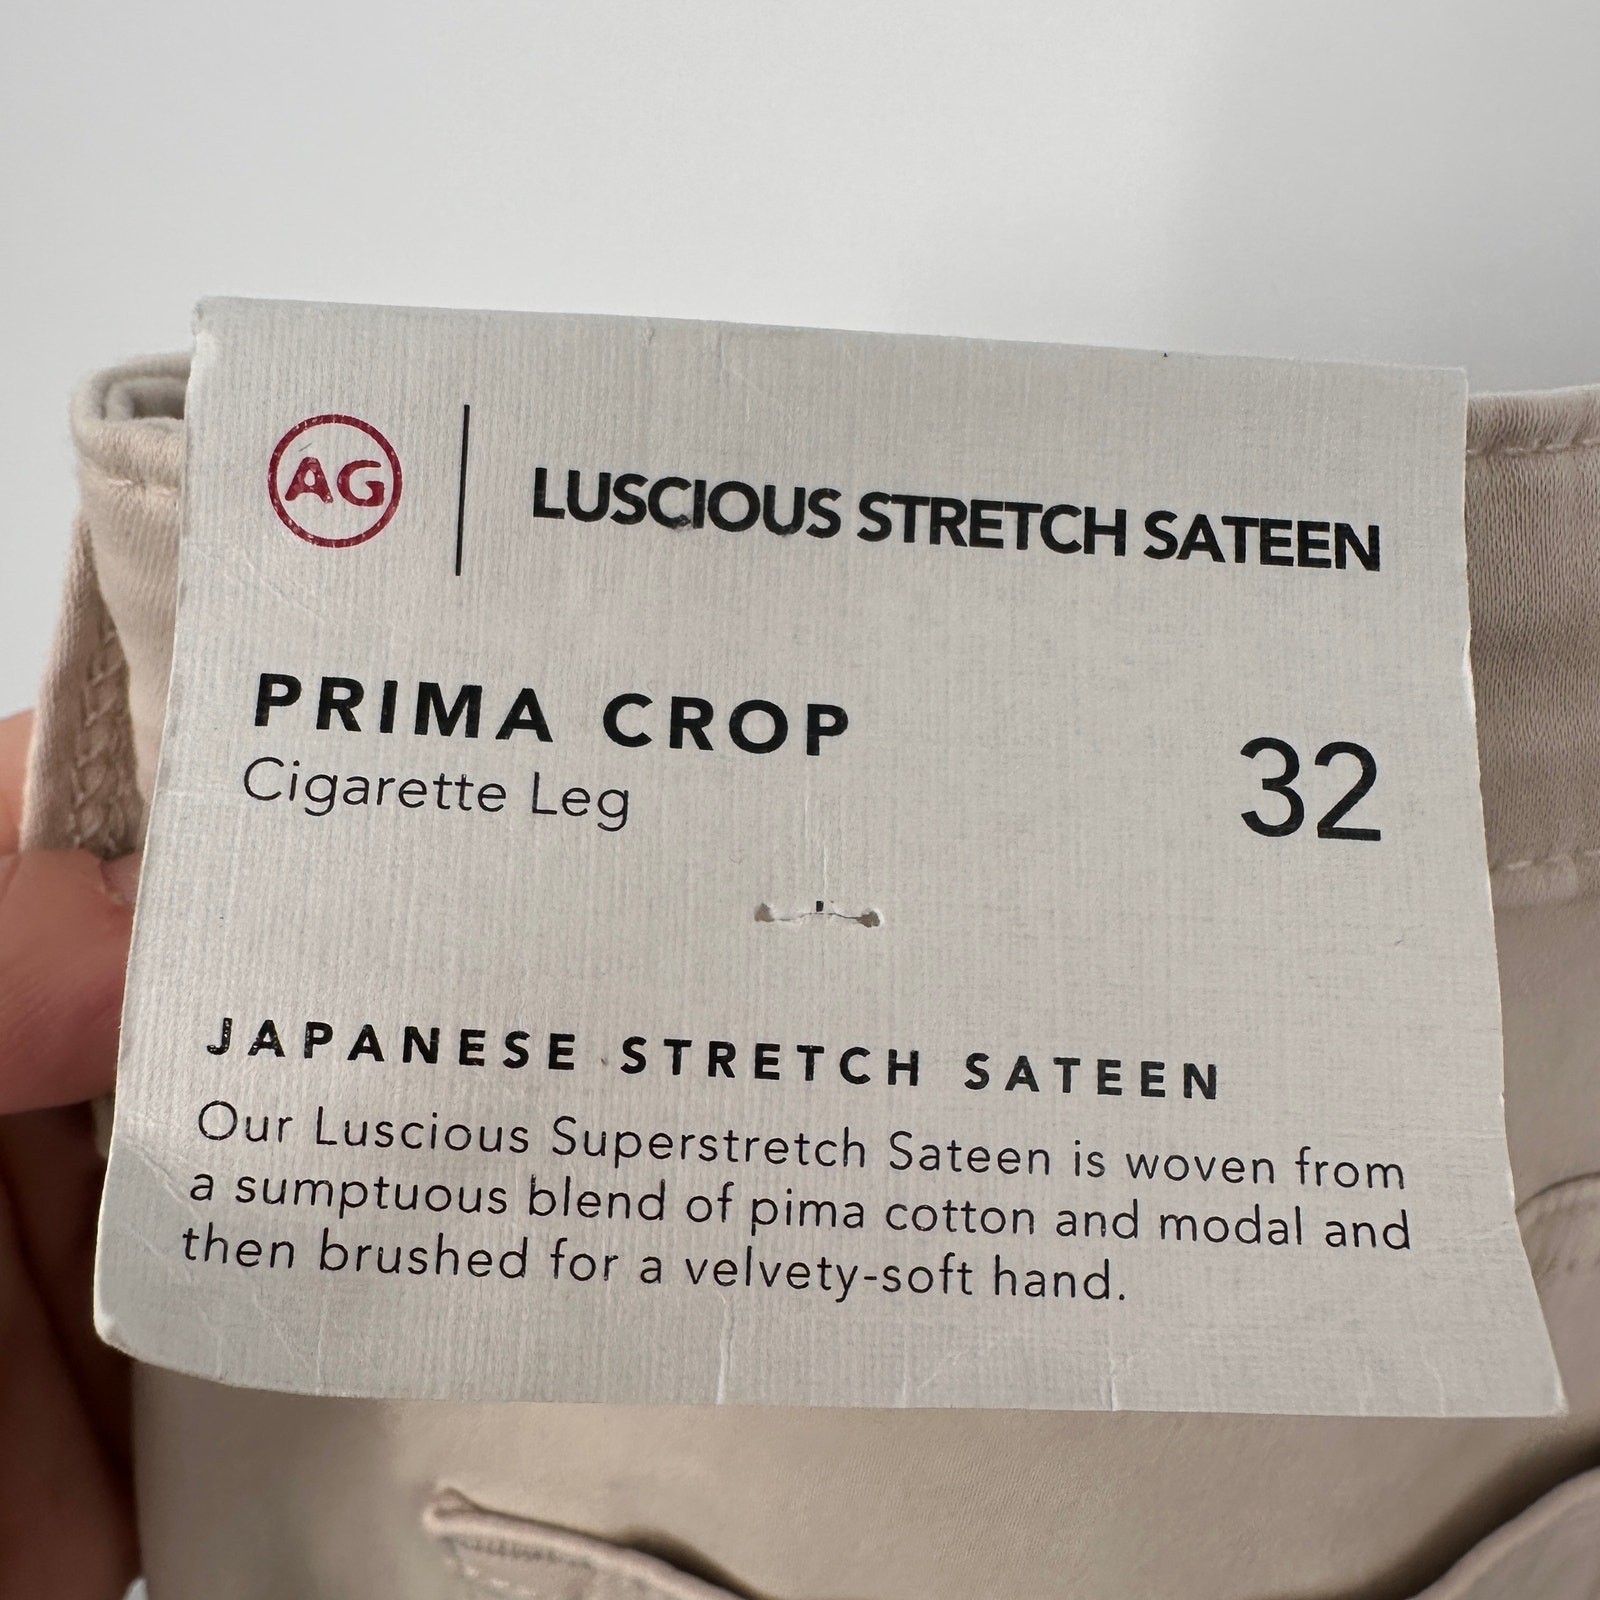 AG
LUSCIOUS STRETCH SATEEN
PRIMA CROP
Cigarette Leg
32
JAPANESE STRETCH SATEEN
Our Luscious Superstretch Sateen is woven from
a sumptuous blend of pima cotton and modal and
then brushed for a velvety-soft hand.